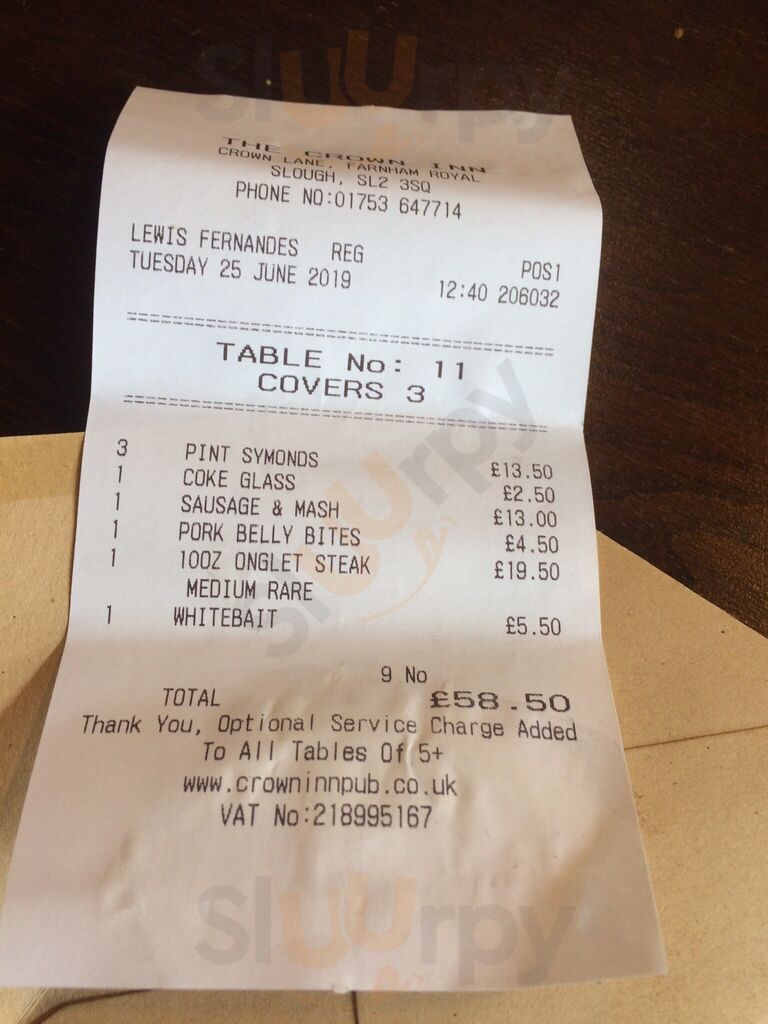 Sluurpy
THE CROWN INN
CROWN LANE, FARNHAM ROYAL
SLOUGH, SL2 3SQ
PHONE NO:01753 647714
LEWIS FERNANDES REG POS1
TUESDAY 25 JUNE 2019 12:40 206032
TABLE No: 11
COVERS 3
3 PINT SYMONDS £13.50
1 COKE GLASS £2.50
1 SAUSAGE & MASH £13.00
1 PORK BELLY BITES £4.50
1 10OZ ONGLET STEAK £19.50
MEDIUM RARE
1 WHITEBAIT £5.50
Sluurpy
9 No
TOTAL £58.50
Thank You, Optional Service Charge Added
To All Tables Of 5+
www.crowninnpub.co.uk
VAT No:218995167
Sluurpy